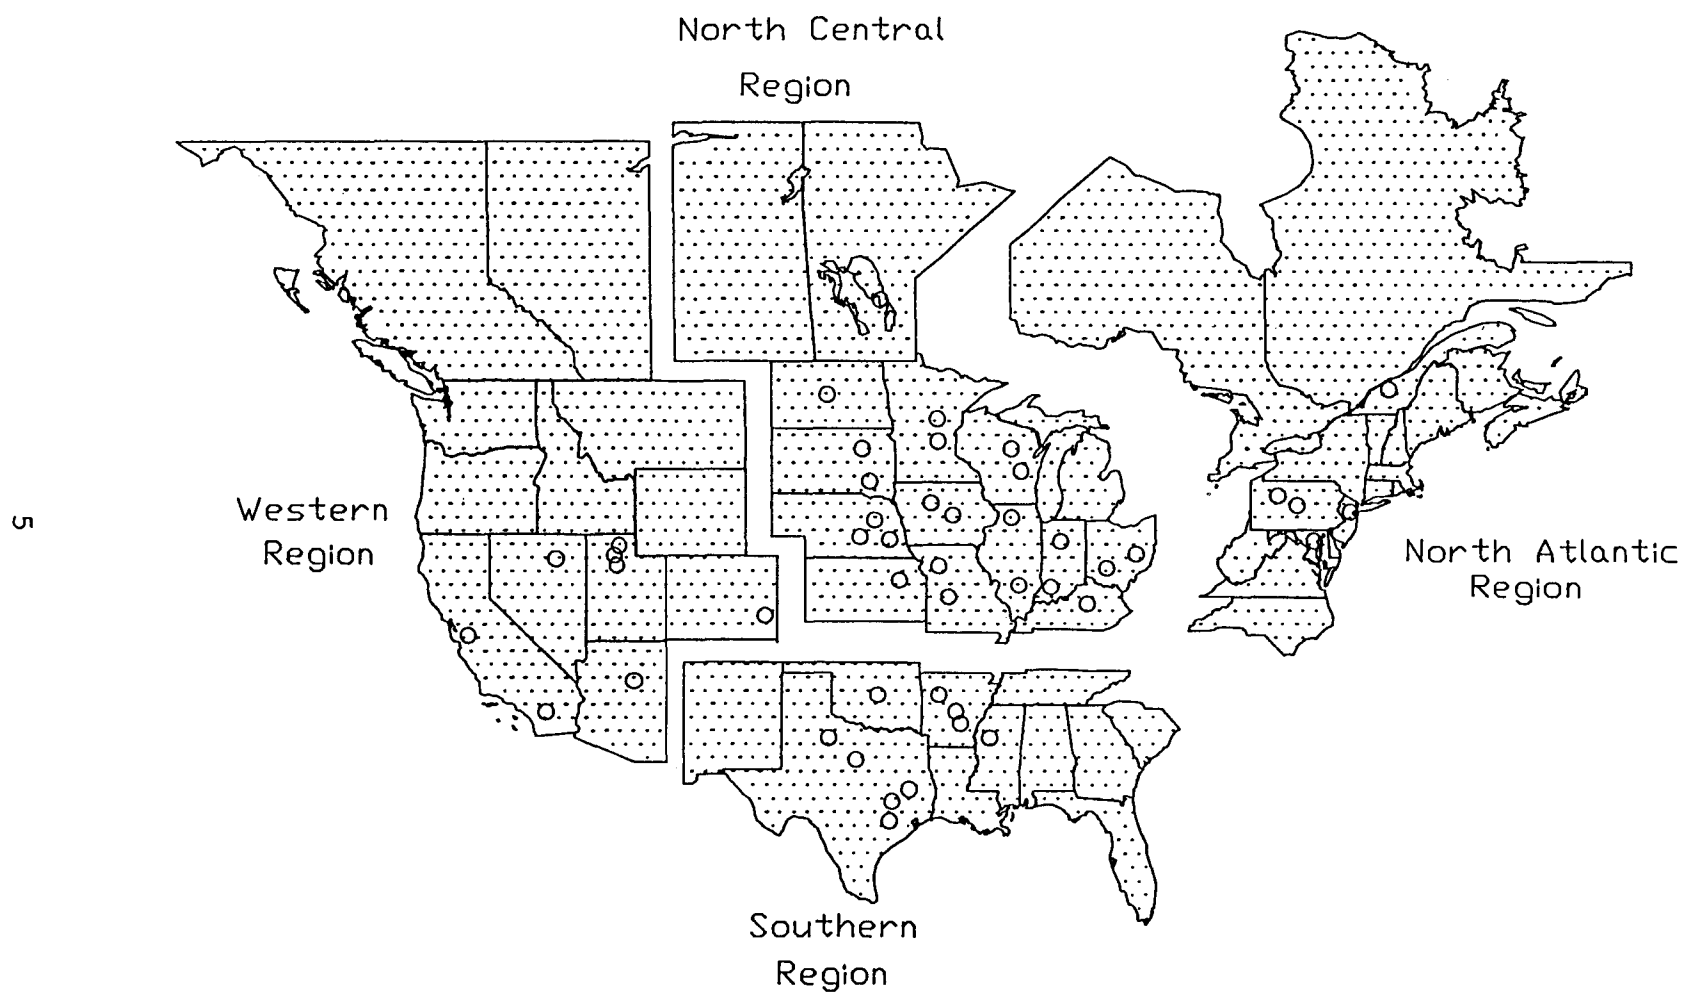 North Central
Region
Western
Region
North Atlantic
Region
Southern
Region
5